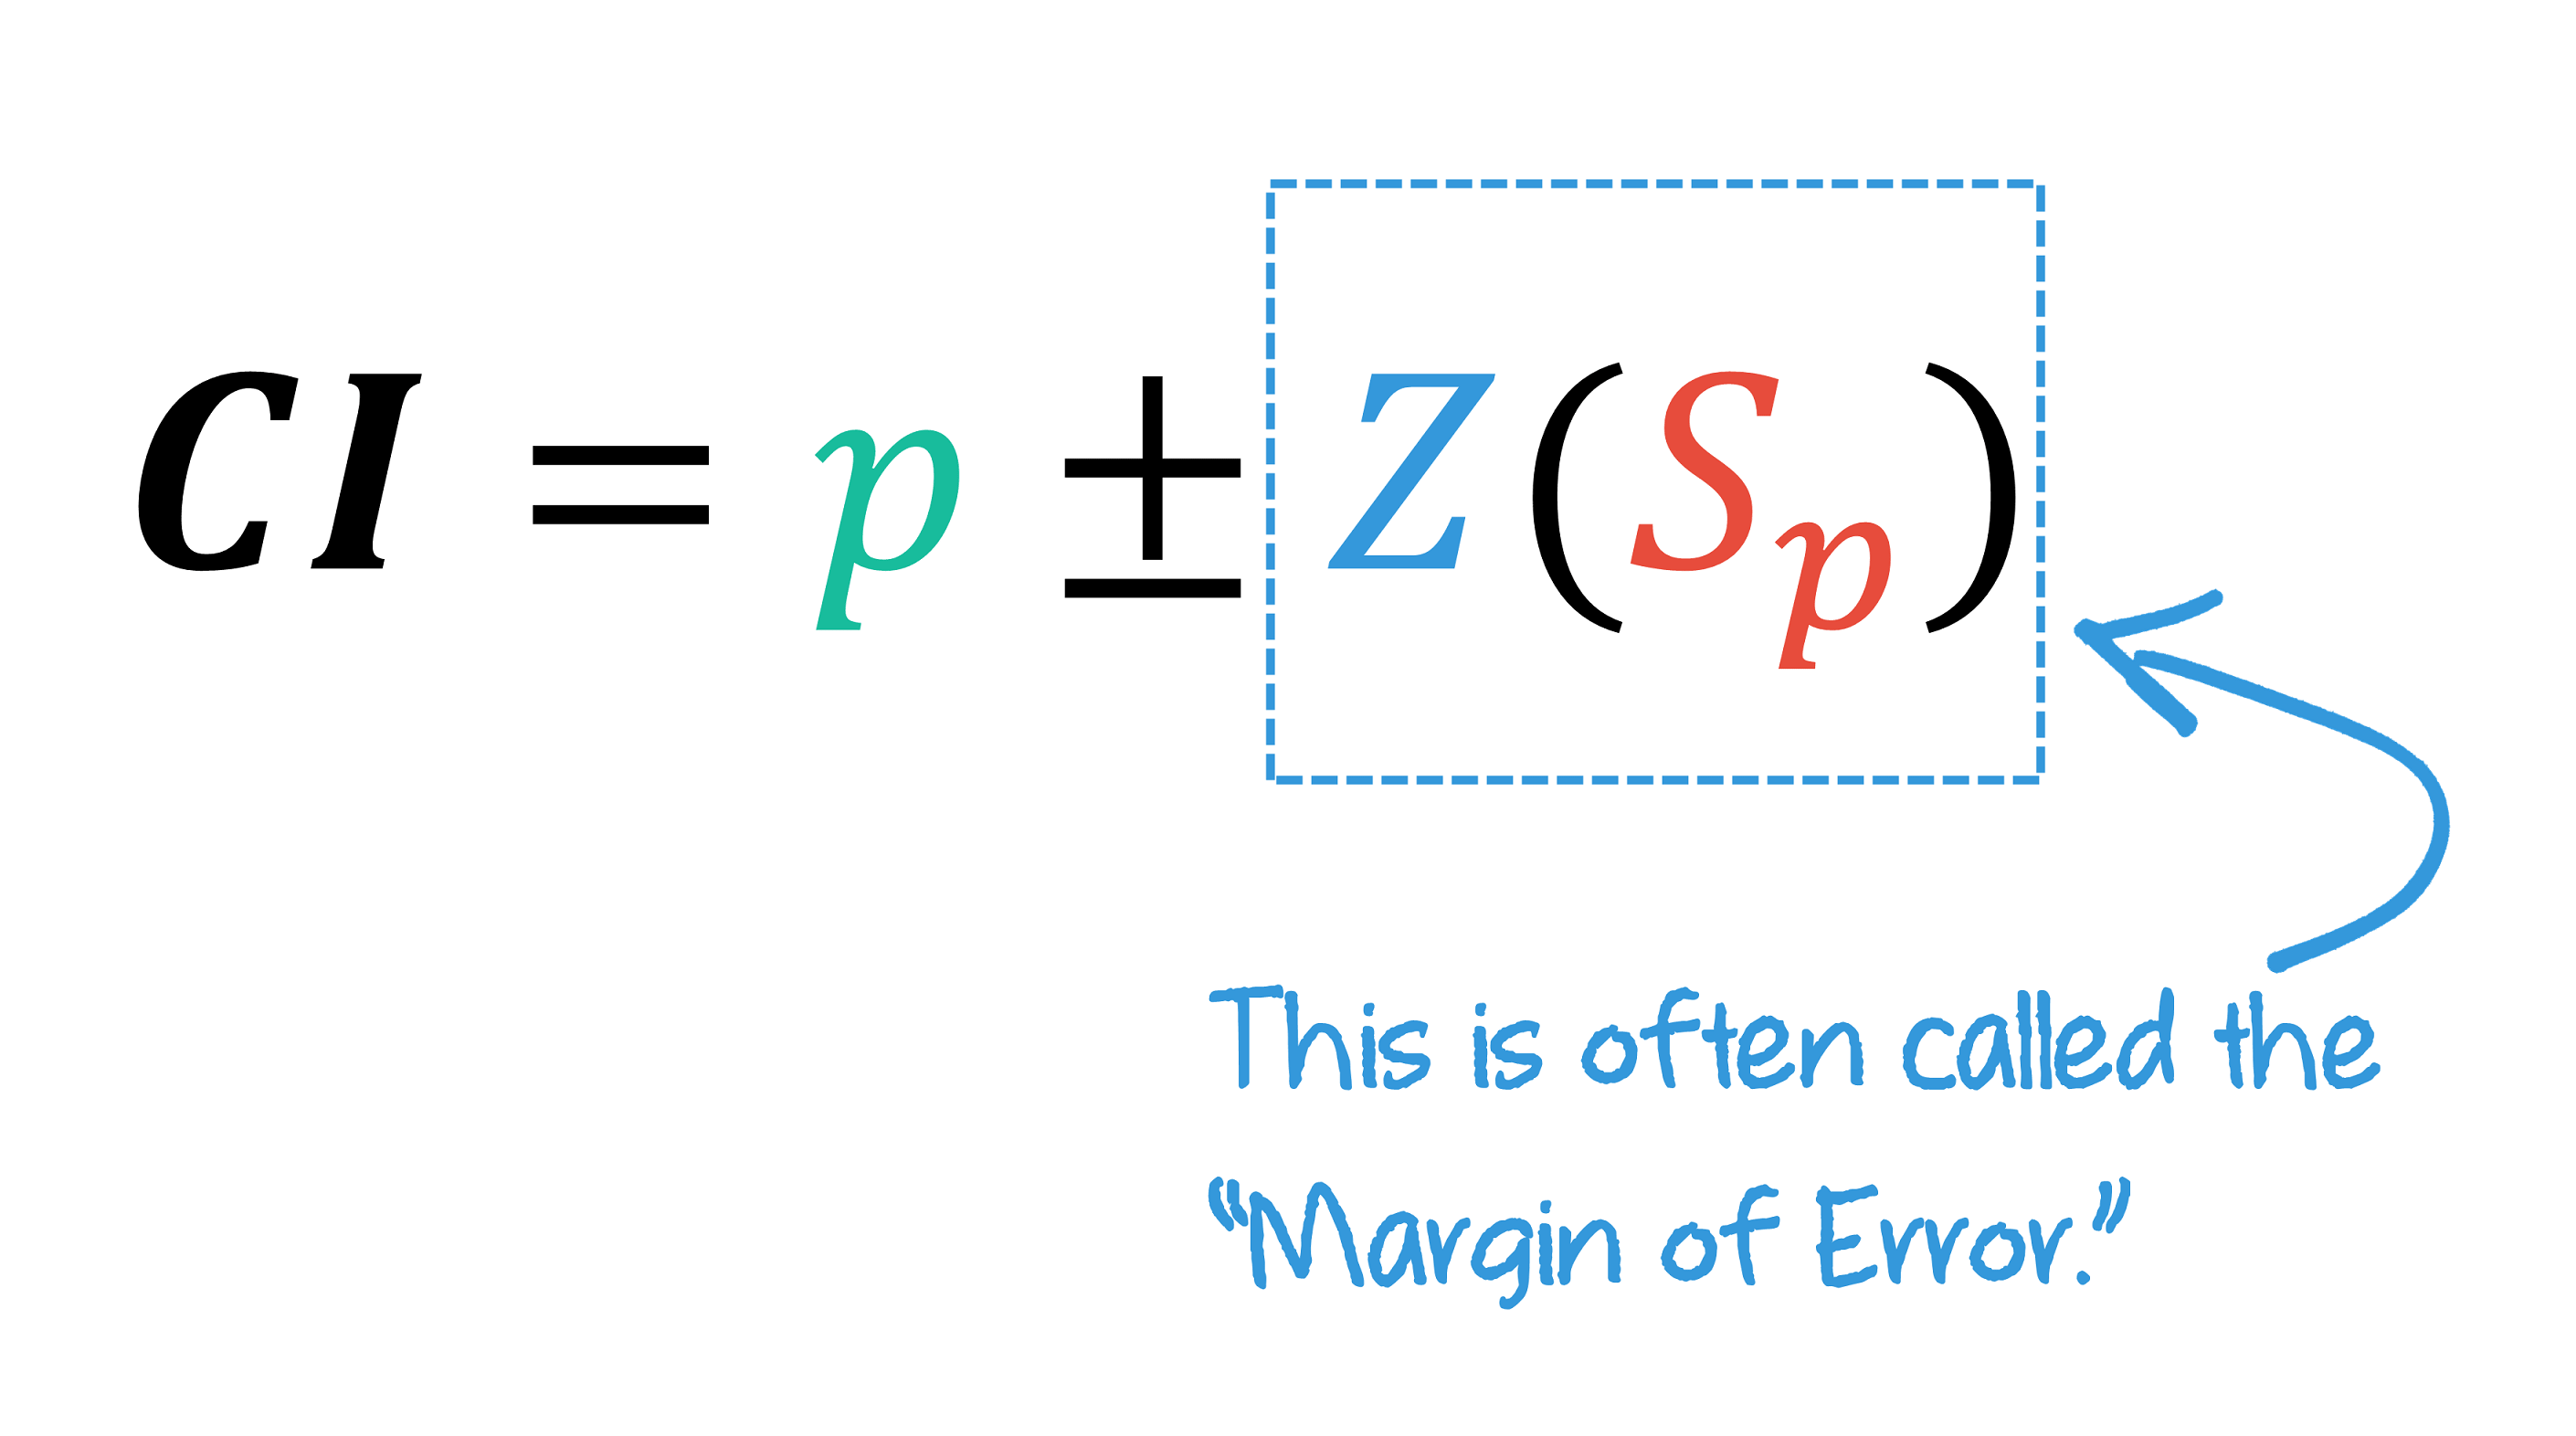 CI = p ± Z(Sₚ)
This is often called the
“Margin of Error.”